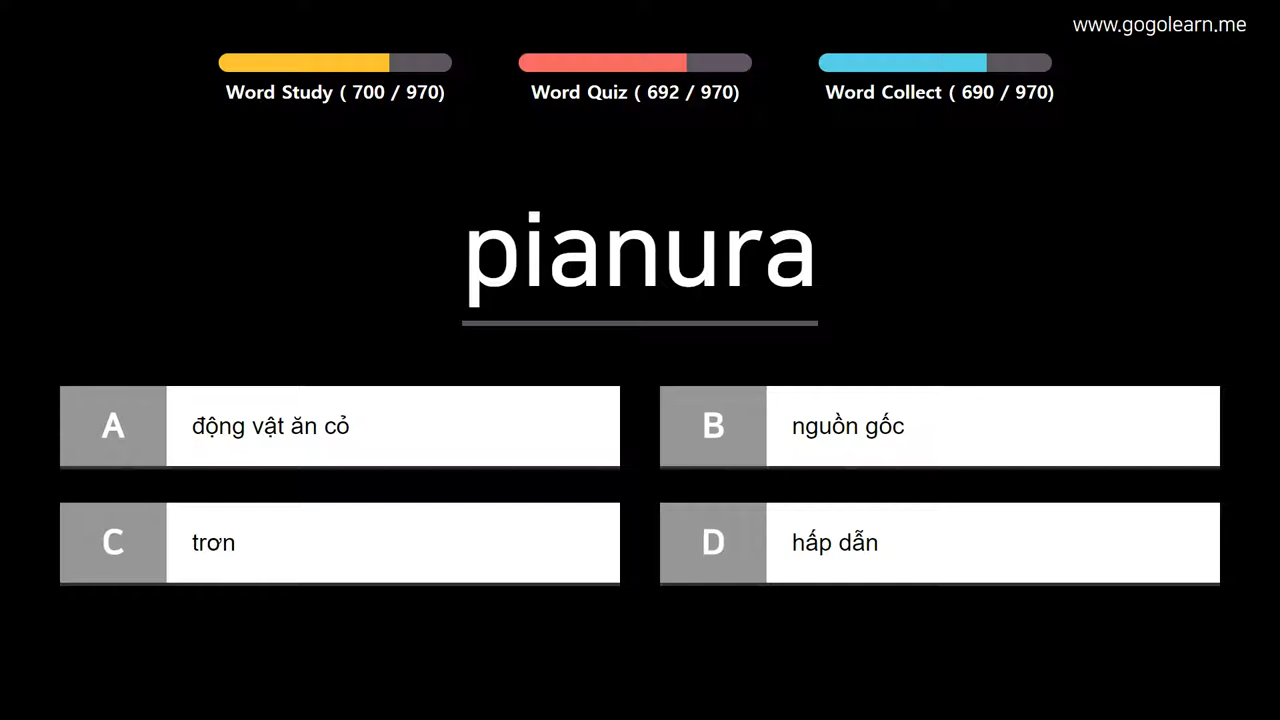 www.gogolearn.me
Word Study ( 700 / 970)
Word Quiz ( 692 / 970)
Word Collect ( 690 / 970)
pianura
A động vật ăn cỏ
B nguồn gốc
C trơn
D hấp dẫn